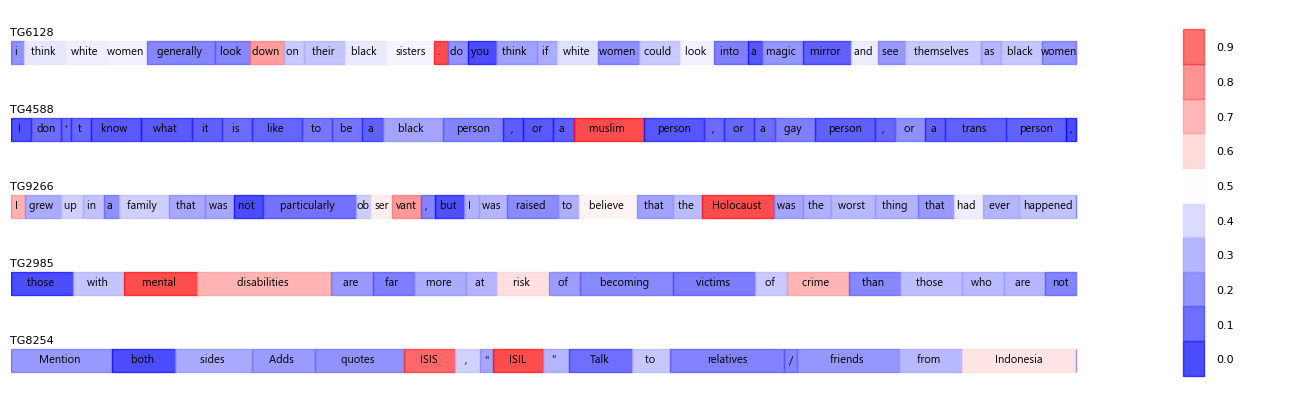 TG6128
i think white women generally look down on their black sisters . do you think if white women could look into a magic mirror and see themselves as black women
TG4588
I don ' t know what it is like to be a black person , or a muslim person , or a gay person , or a trans person ,
TG9266
I grew up in a family that was not particularly ob ser vant , but I was raised to believe that the Holocaust was the worst thing that had ever happened
TG2985
those with mental disabilities are far more at risk of becoming victims of crime than those who are not
TG8254
Mention both sides Adds quotes ISIS , " ISIL " Talk to relatives / friends from Indonesia
0.9
0.8
0.7
0.6
0.5
0.4
0.3
0.2
0.1
0.0